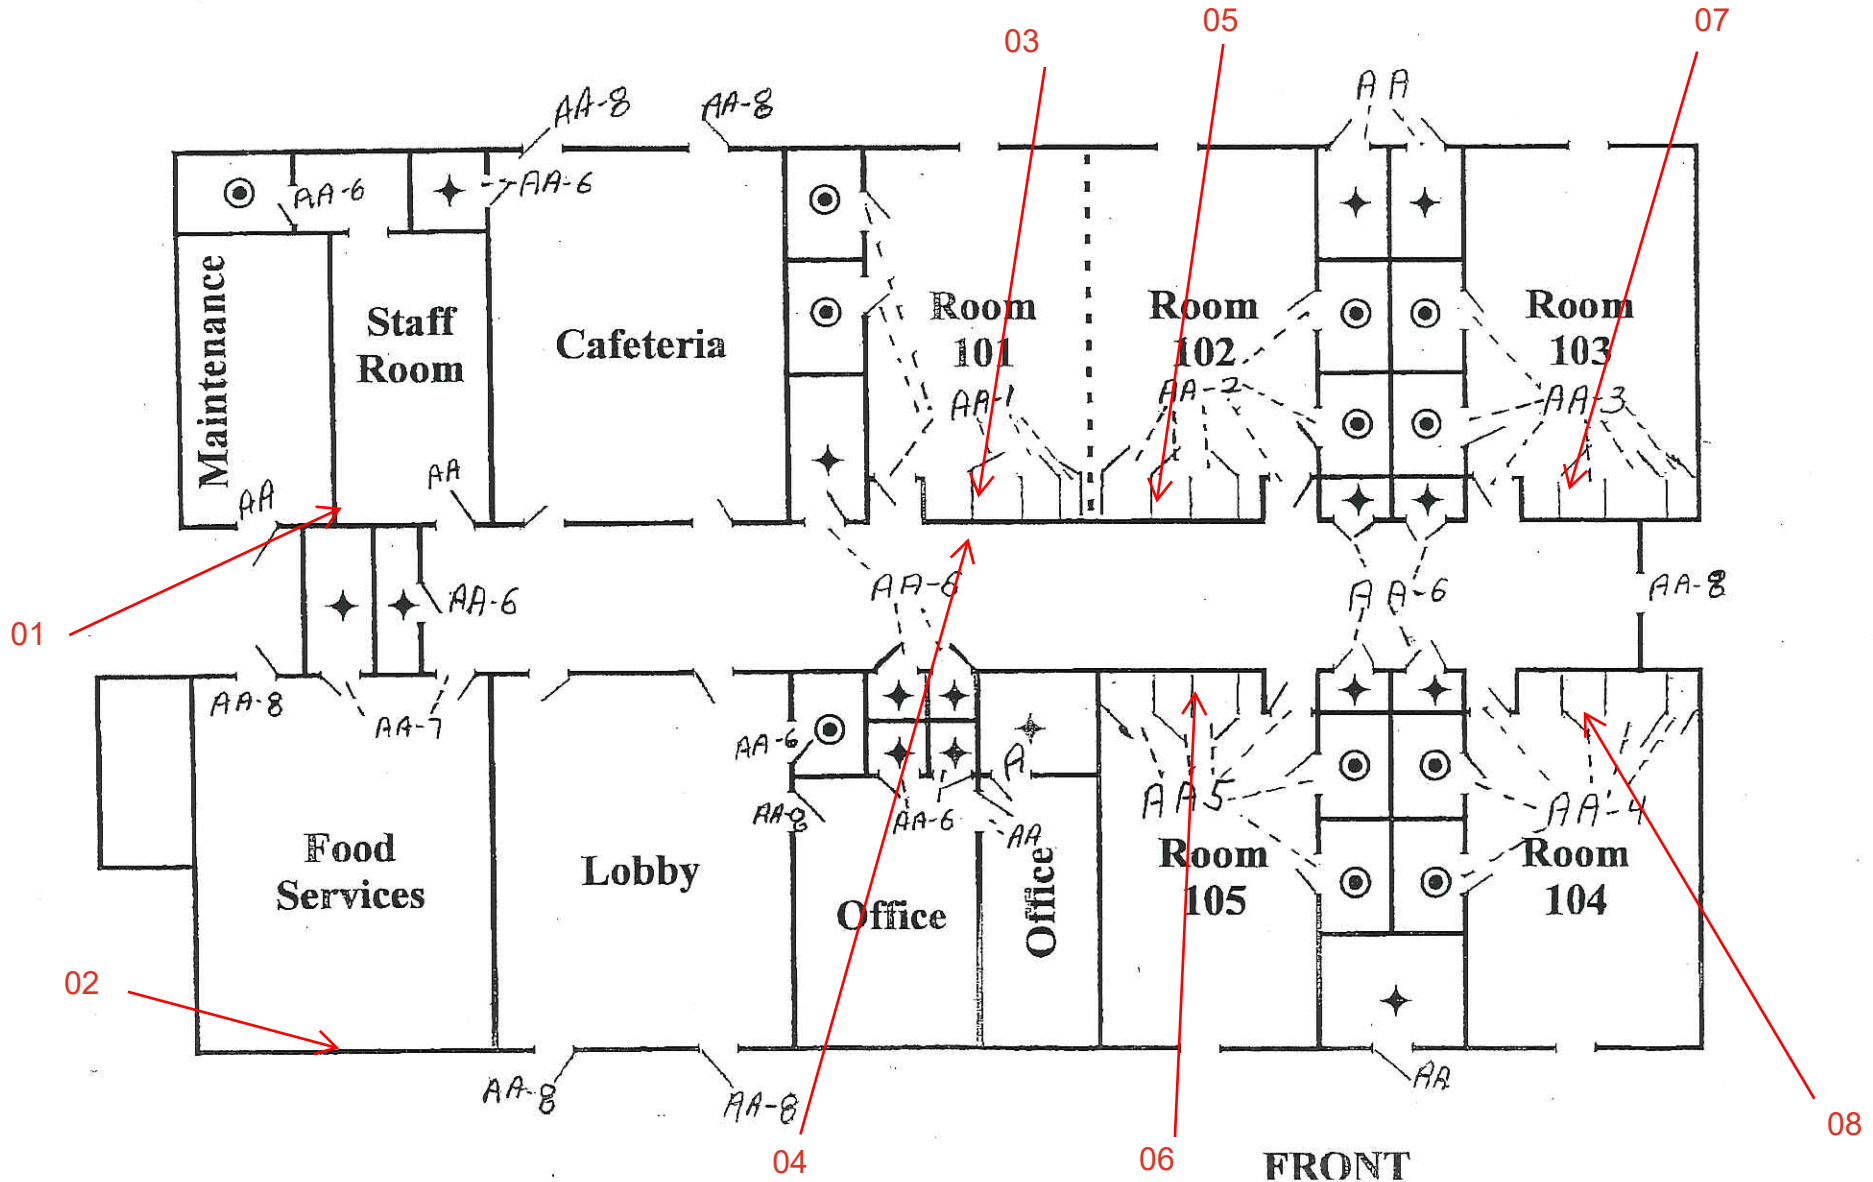 05
07
03
AA
AA-8
AA-8
AA-6
AA-6
Maintenance
Staff
Room
Cafeteria
Room
101
Room
102
Room
103
AA-1
AA-2
AA-3
AA
AA
AA-6
AA-6
AA-6
AA-8
01
AA-8
AA-7
AA-6
A
AA-8
AA-6
AA
AA5
AA-4
Food
Services
Lobby
Office
Office
Room
105
Room
104
02
AA-8
AA-8
AA
04
06
08
FRONT